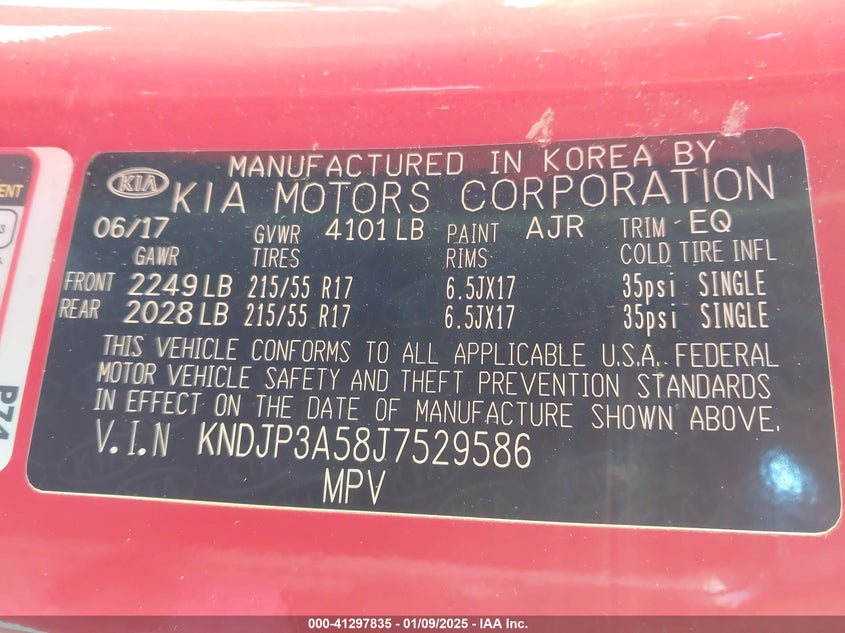 MANUFACTURED IN KOREA BY
KIA KIA MOTORS CORPORATION
06/17 GVWR 4101 LB PAINT AJR TRIM EQ
GAWR TIRES RIMS COLD TIRE INFL
FRONT 2249 LB 215/55 R17 6.5JX17 35psi SINGLE
REAR 2028 LB 215/55 R17 6.5JX17 35psi SINGLE
THIS VEHICLE CONFORMS TO ALL APPLICABLE U.S.A. FEDERAL
MOTOR VEHICLE SAFETY AND THEFT PREVENTION STANDARDS
IN EFFECT ON THE DATE OF MANUFACTURE SHOWN ABOVE.
V.I.N KNDJP3A58J7529586
MPV
000-41297835 - 01/09/2025 - IAA Inc.